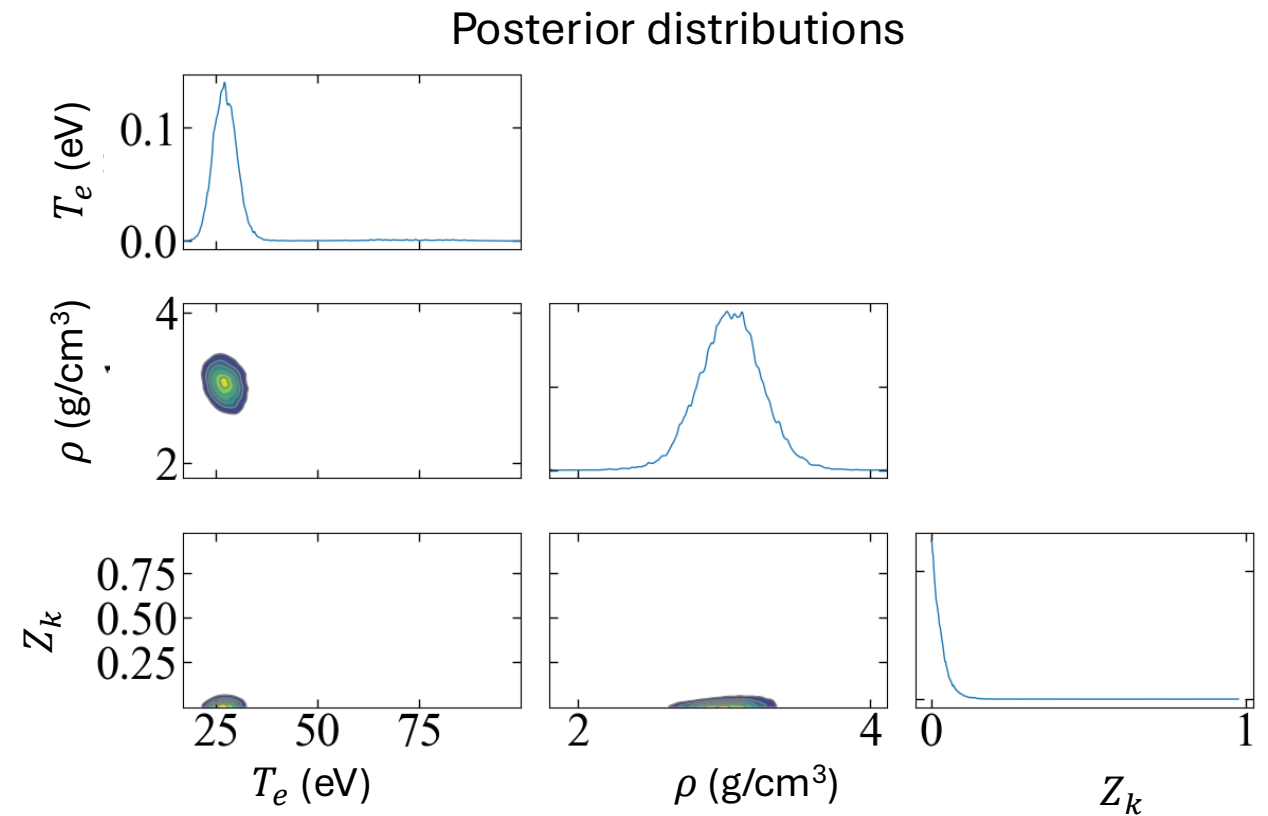 Posterior distributions
T_e (eV)
0.1
0.0
ρ (g/cm³)
4
2
Z_k
0.75
0.50
0.25
25 50 75 2 4 0 1
T_e (eV) ρ (g/cm³) Z_k